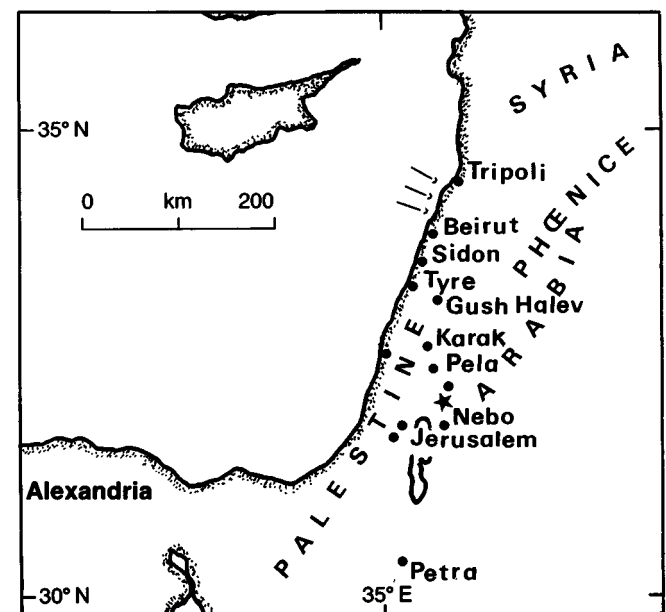 SYRIA
35° N
Tripoli
0 km 200
PHŒNICE
Beirut
Sidon
Tyre
Gush Halev
ARABIA
Karak
Pela
Nebo
Jerusalem
PALESTINE
Alexandria
Petra
30° N
35° E